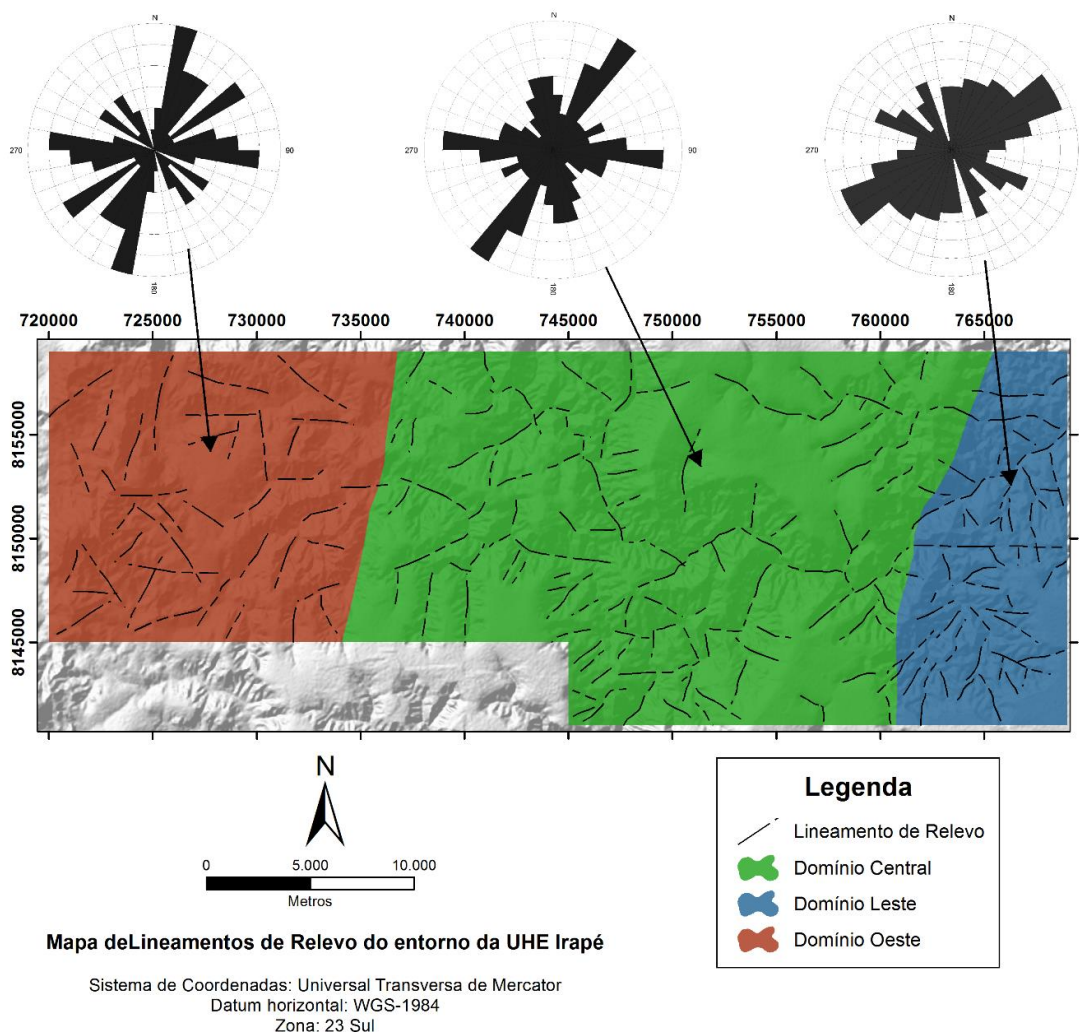 N N N
270 90 270 90 270 90
180 180 180
720000 725000 730000 735000 740000 745000 750000 755000 760000 765000
8155000
8150000
8145000
N
0 5.000 10.000
Metros
Mapa deLineamentos de Relevo do entorno da UHE Irapé
Sistema de Coordenadas: Universal Transversa de Mercator
Datum horizontal: WGS-1984
Zona: 23 Sul
Legenda
Lineamento de Relevo
Domínio Central
Domínio Leste
Domínio Oeste